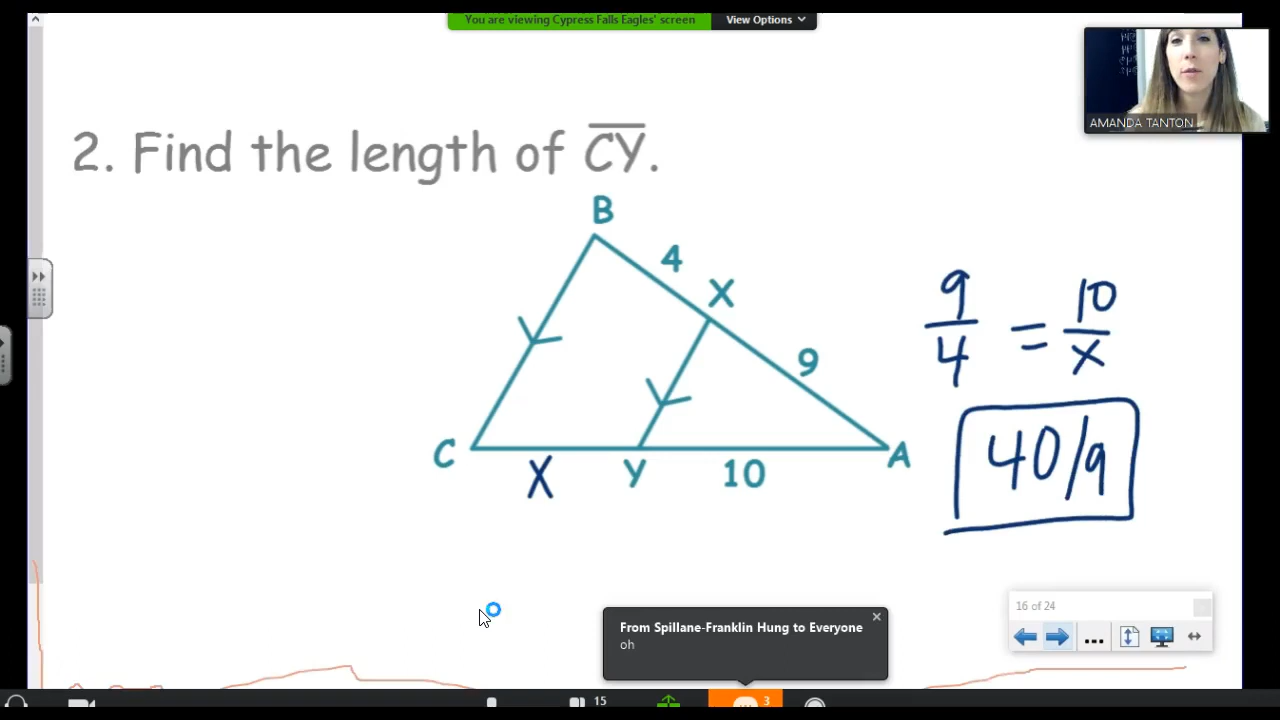 You are viewing Cypress Falls Eagles' screen
View Options
AMANDA TANTON
2. Find the length of CY.
B
4
X
9
C
X
Y
10
A
9/4 = 10/x
40/9
16 of 24
From Spillane-Franklin Hung to Everyone
oh
15
3